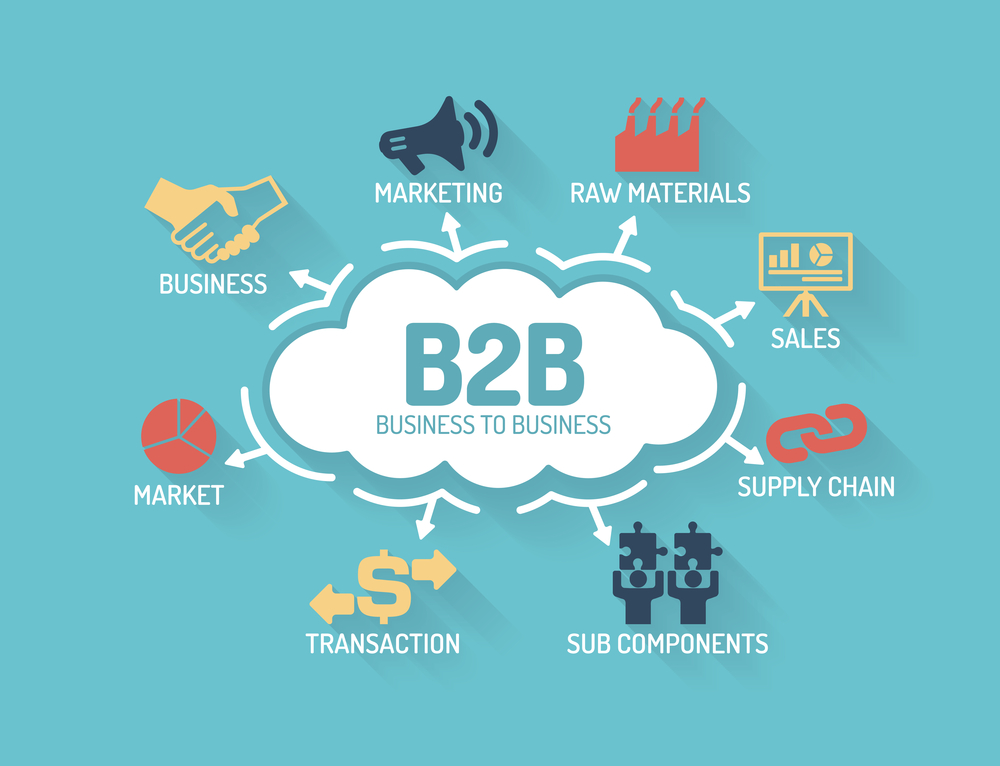 MARKETING
RAW MATERIALS
BUSINESS
SALES
B2B
BUSINESS TO BUSINESS
MARKET
SUPPLY CHAIN
$
TRANSACTION
SUB COMPONENTS